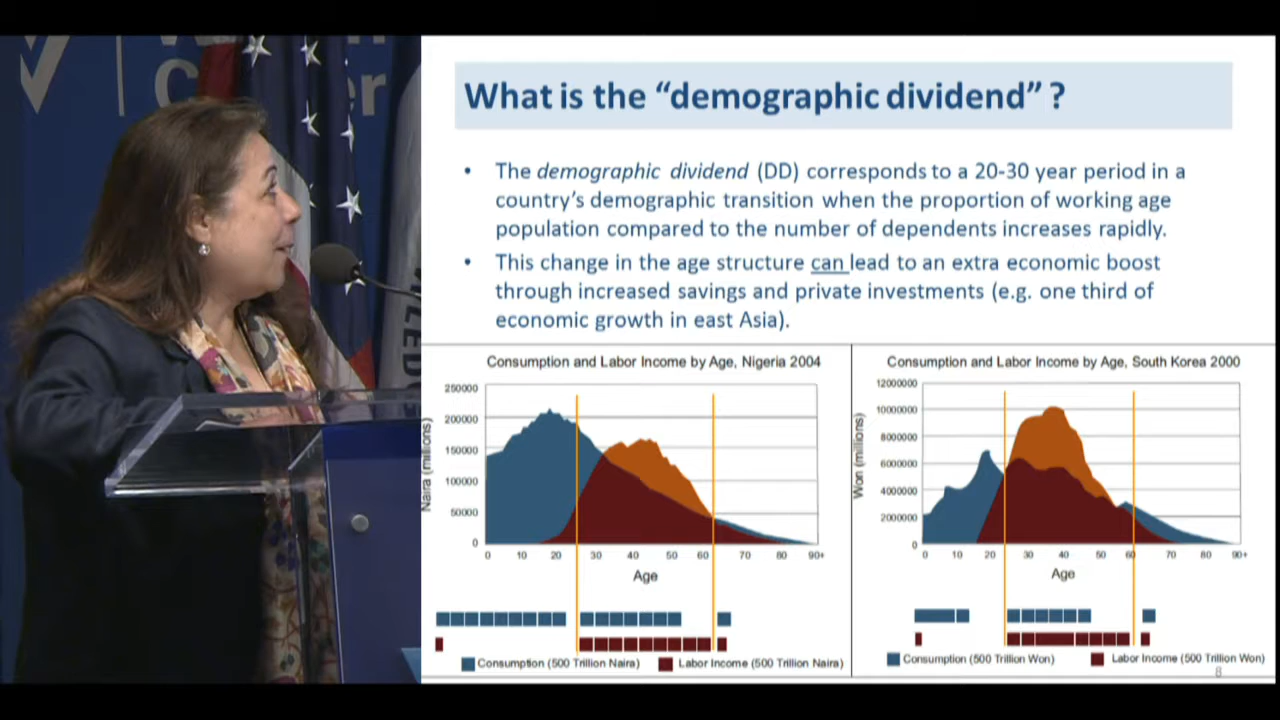 What is the “demographic dividend” ?
• The demographic dividend (DD) corresponds to a 20-30 year period in a
country’s demographic transition when the proportion of working age
population compared to the number of dependents increases rapidly.
• This change in the age structure can lead to an extra economic boost
through increased savings and private investments (e.g. one third of
economic growth in east Asia).
Consumption and Labor Income by Age, Nigeria 2004
250000
200000
150000
100000
50000
0
Naira (millions)
0 10 20 30 40 50 60 70 80 90+
Age
Consumption (500 Trillion Naira) Labor Income (500 Trillion Naira)
Consumption and Labor Income by Age, South Korea 2000
12000000
10000000
8000000
6000000
4000000
2000000
0
Won (millions)
0 10 20 30 40 50 60 70 80 90+
Age
Consumption (500 Trillion Won) Labor Income (500 Trillion Won)